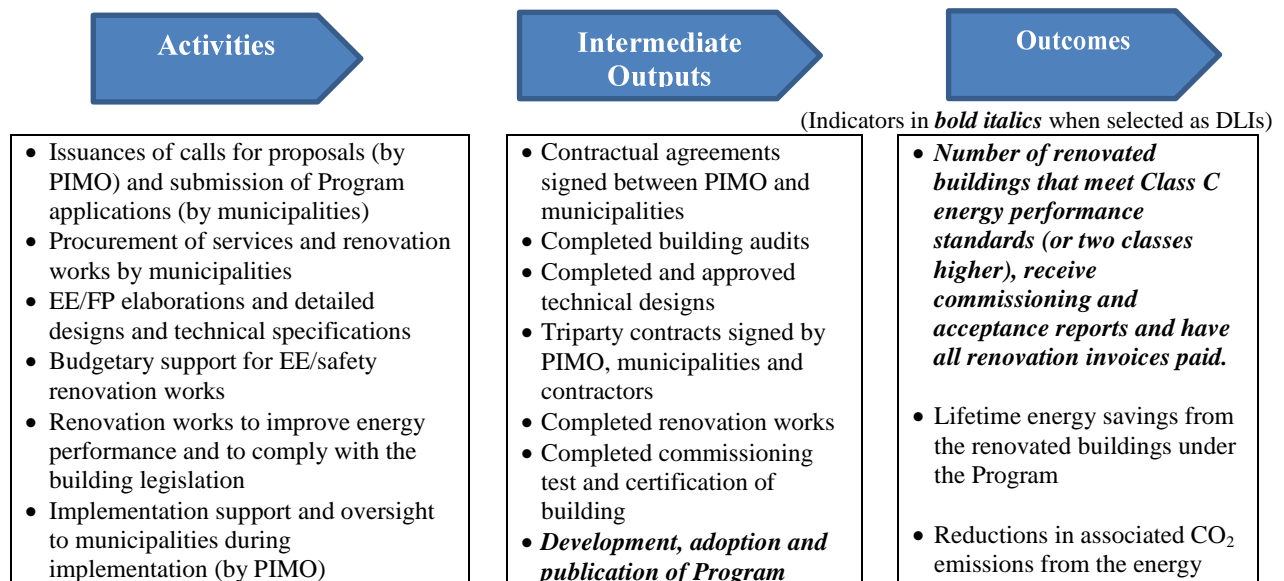 Activities
Intermediate
Outputs
Outcomes
(Indicators in bold italics when selected as DLIs)
• Issuances of calls for proposals (by
PIMO) and submission of Program
applications (by municipalities)
• Procurement of services and renovation
works by municipalities
• EE/FP elaborations and detailed
designs and technical specifications
• Budgetary support for EE/safety
renovation works
• Renovation works to improve energy
performance and to comply with the
building legislation
• Implementation support and oversight
to municipalities during
implementation (by PIMO)
• Contractual agreements
signed between PIMO and
municipalities
• Completed building audits
• Completed and approved
technical designs
• Triparty contracts signed by
PIMO, municipalities and
contractors
• Completed renovation works
• Completed commissioning
test and certification of
building
• Development, adoption and
publication of Program
• Number of renovated
buildings that meet Class C
energy performance
standards (or two classes
higher), receive
commissioning and
acceptance reports and have
all renovation invoices paid.
• Lifetime energy savings from
the renovated buildings under
the Program
• Reductions in associated CO₂
emissions from the energy